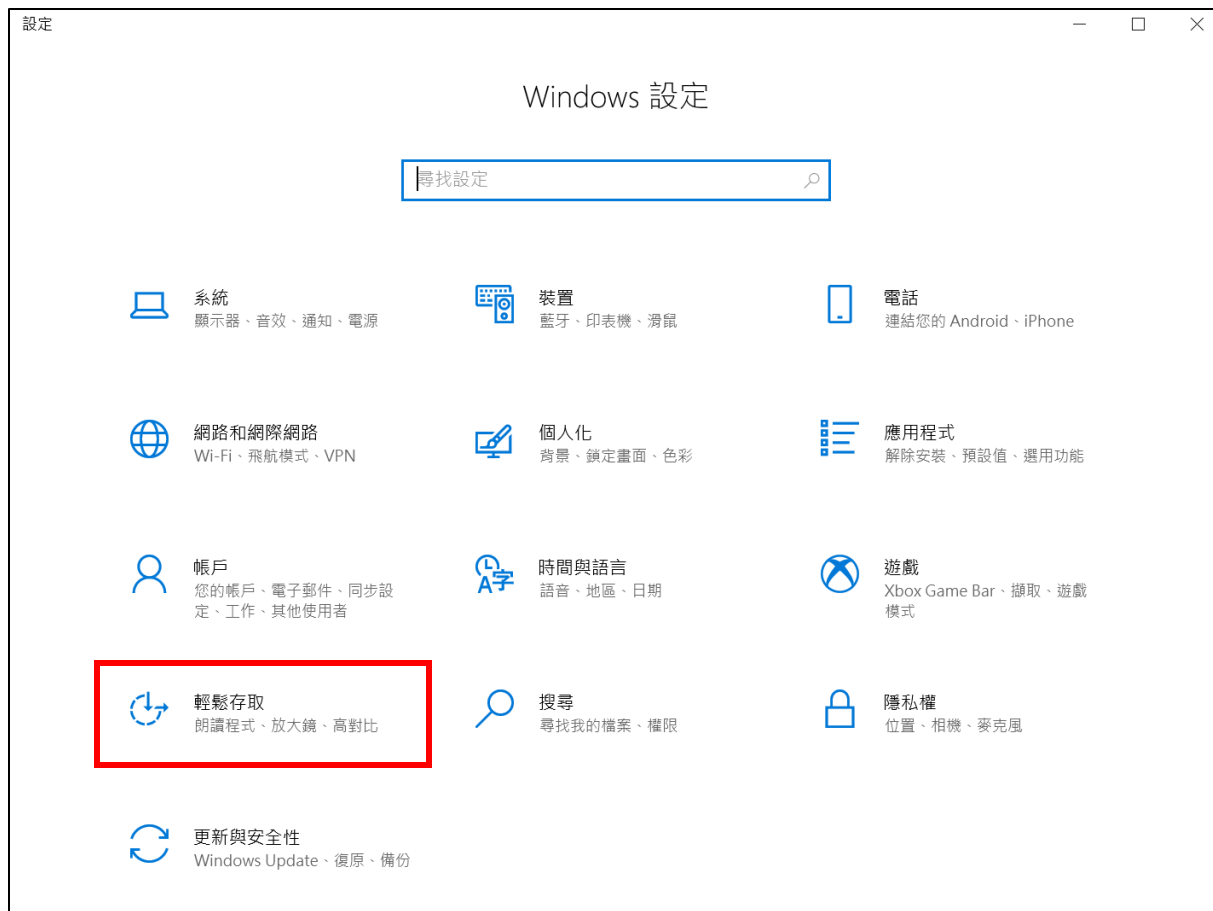 設定
Windows 設定
尋找設定
系統
顯示器、音效、通知、電源
裝置
藍牙、印表機、滑鼠
電話
連結您的 Android、iPhone
網路和網際網路
Wi-Fi、飛航模式、VPN
個人化
背景、鎖定畫面、色彩
應用程式
解除安裝、預設值、選用功能
帳戶
您的帳戶、電子郵件、同步設
定、工作、其他使用者
時間與語言
語音、地區、日期
遊戲
Xbox Game Bar、擷取、遊戲
模式
輕鬆存取
朗讀程式、放大鏡、高對比
搜尋
尋找我的檔案、權限
隱私權
位置、相機、麥克風
更新與安全性
Windows Update、復原、備份